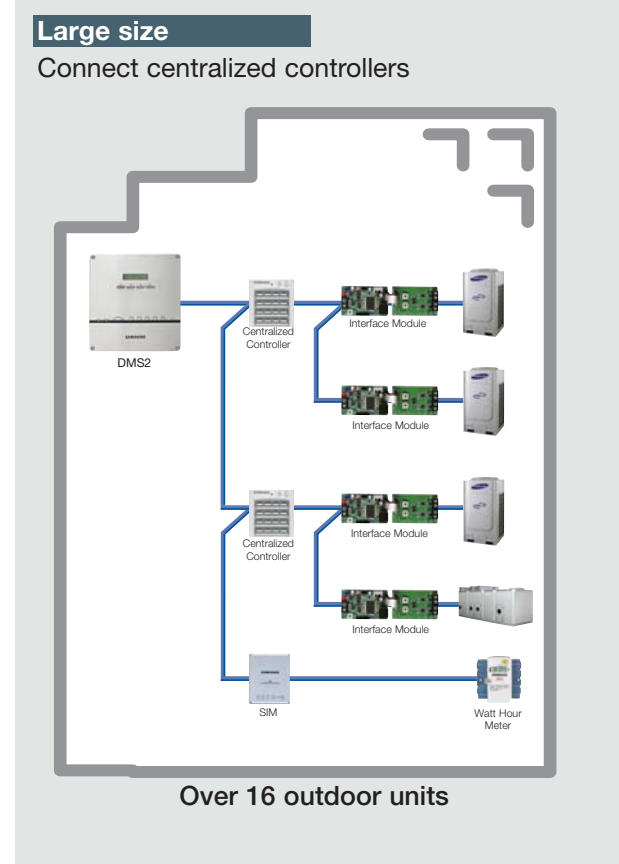 Large size
Connect centralized controllers
Interface Module
Centralized
Controller
DMS2
Interface Module
Interface Module
Centralized
Controller
Interface Module
SIM
Watt Hour
Meter
Over 16 outdoor units